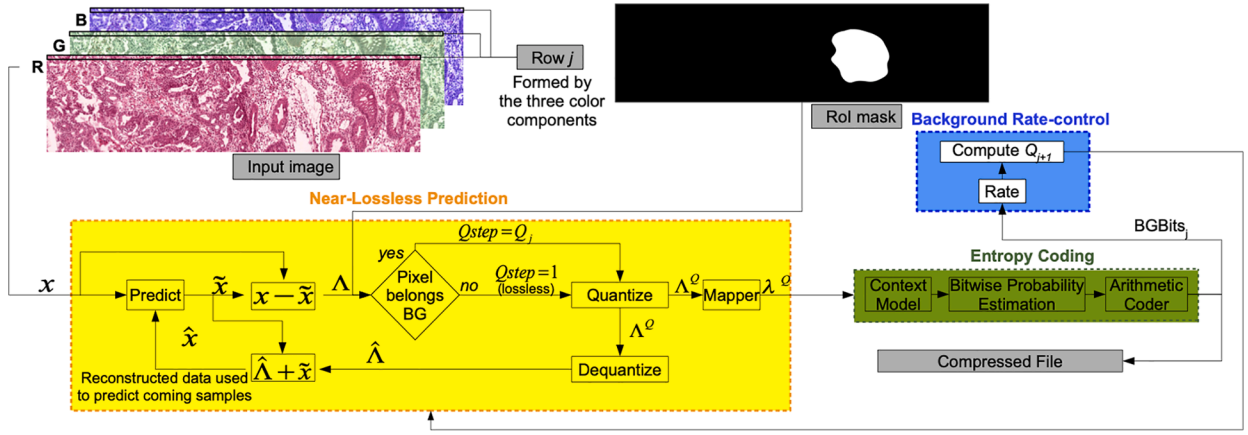 B
G
R
Row j
Formed by
the three color
components
Input image
RoI mask
Background Rate-control
Compute Q_{j+1}
Rate
BGBits_j
Near-Lossless Prediction
Qstep=Q_j
yes
Pixel
belongs
BG
no
Qstep=1
(lossless)
x
Predict
x̃
x−x̃
Λ
Quantize
Λ^Q
Mapper
λ^Q
Λ^Q
Dequantize
Λ̂
Λ̂+x̃
x̂
Reconstructed data used
to predict coming samples
Entropy Coding
Context
Model
Bitwise Probability
Estimation
Arithmetic
Coder
Compressed File